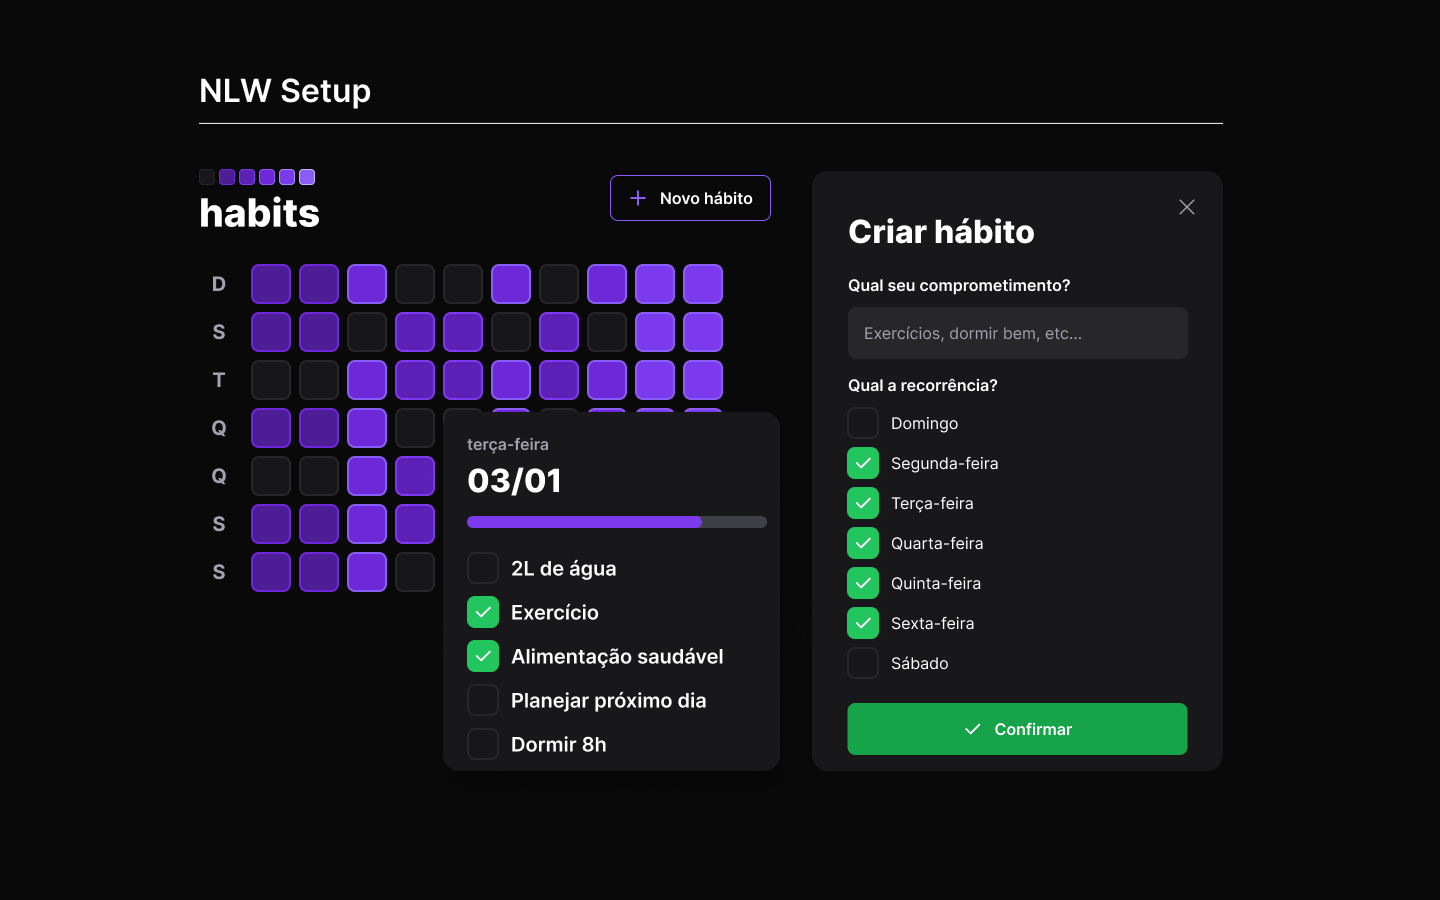 NLW Setup
habits
Novo hábito
D
S
T
Q
Q
S
S
terça-feira
03/01
2L de água
Exercício
Alimentação saudável
Planejar próximo dia
Dormir 8h
Criar hábito
Qual seu comprometimento?
Exercícios, dormir bem, etc...
Qual a recorrência?
Domingo
Segunda-feira
Terça-feira
Quarta-feira
Quinta-feira
Sexta-feira
Sábado
Confirmar